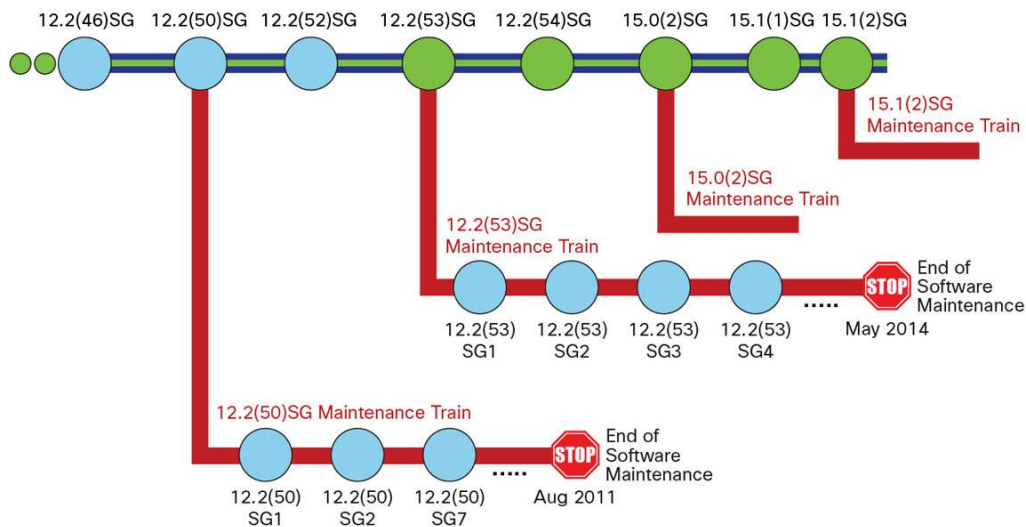 12.2(46)SG 12.2(50)SG 12.2(52)SG 12.2(53)SG 12.2(54)SG 15.0(2)SG 15.1(1)SG 15.1(2)SG
15.1(2)SG
Maintenance Train
15.0(2)SG
Maintenance Train
12.2(53)SG
Maintenance Train
STOP
End of
Software
Maintenance
.....
May 2014
12.2(53)
SG1
12.2(53)
SG2
12.2(53)
SG3
12.2(53)
SG4
12.2(50)SG Maintenance Train
STOP
End of
Software
Maintenance
.....
Aug 2011
12.2(50)
SG1
12.2(50)
SG2
12.2(50)
SG7